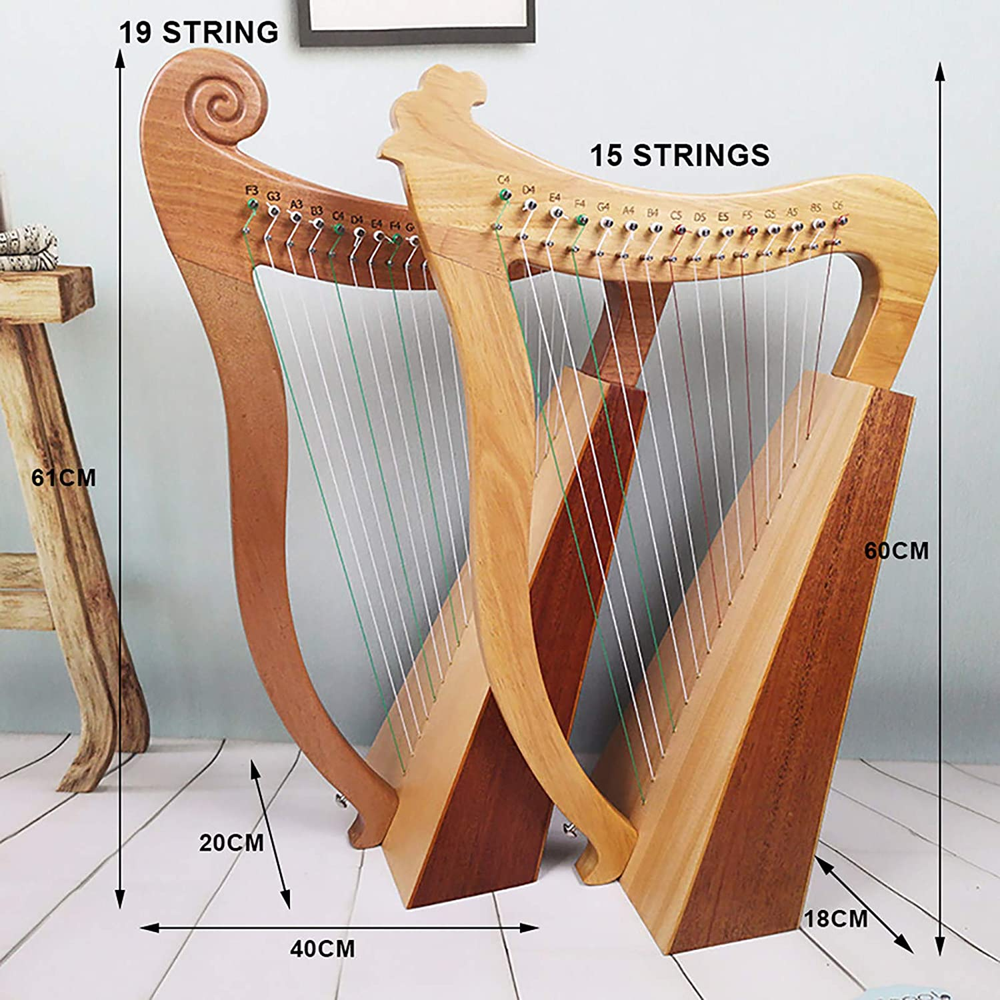 19 STRING
15 STRINGS
F3 G3 A3 B3 C4 D4 E4 F4 G
C4 D4 E4 F4 G4 A4 B4 C5 D5 E5 F5 G5 A5 B5 C6
61CM
60CM
20CM
18CM
40CM